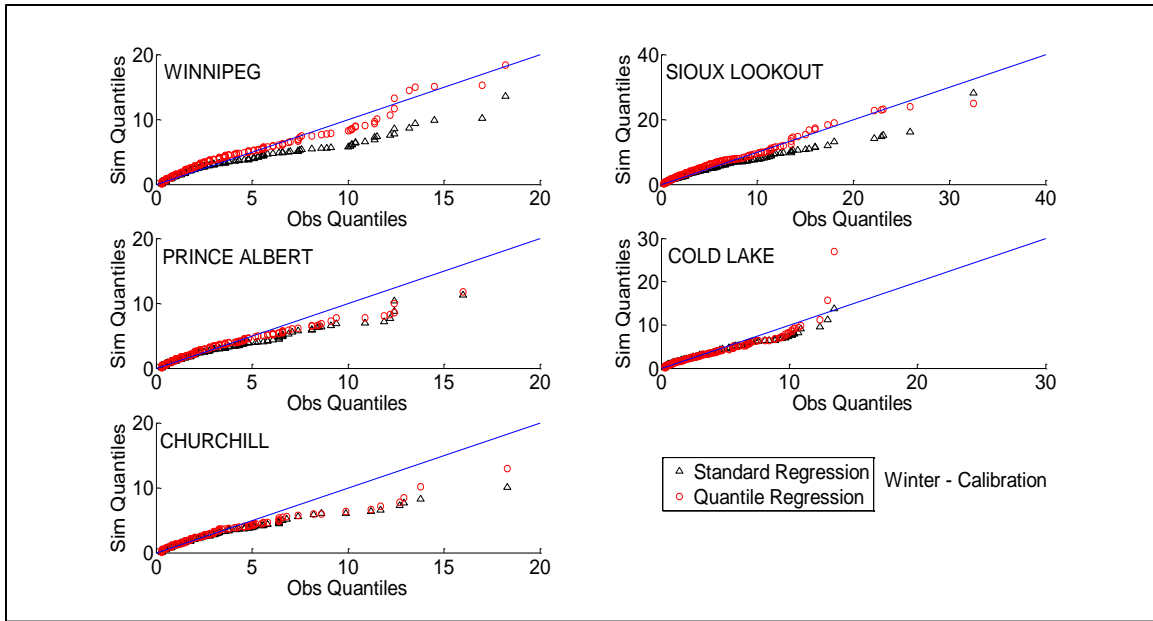 WINNIPEG
Sim Quantiles
20
10
0
0 5 10 15 20
Obs Quantiles
SIOUX LOOKOUT
Sim Quantiles
40
20
0
0 10 20 30 40
Obs Quantiles
PRINCE ALBERT
Sim Quantiles
20
10
0
0 5 10 15 20
Obs Quantiles
COLD LAKE
Sim Quantiles
30
20
10
0
0 10 20 30
Obs Quantiles
CHURCHILL
Sim Quantiles
20
10
0
0 5 10 15 20
Obs Quantiles
Standard Regression
Quantile Regression
Winter - Calibration